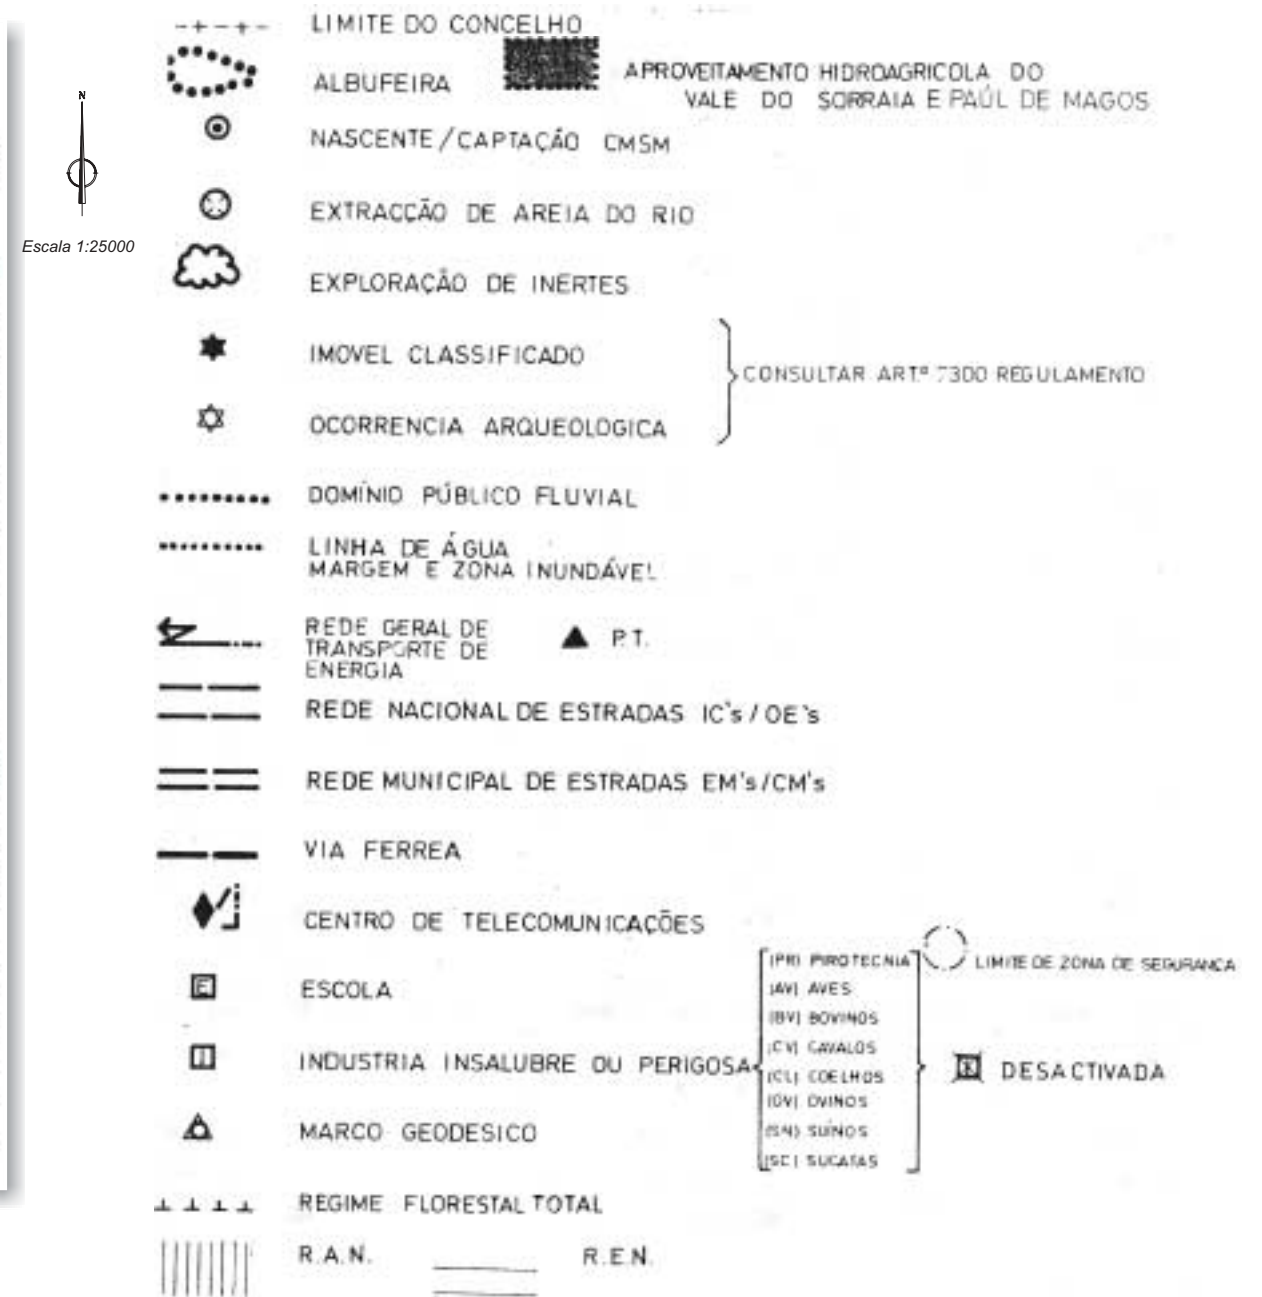 LIMITE DO CONCELHO
ALBUFEIRA
APROVEITAMENTO HIDROAGRICOLA DO
VALE DO SORRAIA E PAÚL DE MAGOS
N
NASCENTE/CAPTAÇÃO CMSM
EXTRACÇÃO DE AREIA DO RIO
Escala 1:25000
EXPLORAÇÃO DE INERTES
IMOVEL CLASSIFICADO
CONSULTAR ARTº 7300 REGULAMENTO
OCORRENCIA ARQUEOLOGICA
DOMÍNIO PÚBLICO FLUVIAL
LINHA DE ÁGUA
MARGEM E ZONA INUNDÁVEL
REDE GERAL DE
TRANSPORTE DE
ENERGIA
P.T.
REDE NACIONAL DE ESTRADAS IC's / OE's
REDE MUNICIPAL DE ESTRADAS EM's/CM's
VIA FERREA
CENTRO DE TELECOMUNICAÇÕES
E ESCOLA
I INDUSTRIA INSALUBRE OU PERIGOSA
(PR) PIROTECNIA
LIMITE DE ZONA DE SEGURANCA
(AV) AVES
(BV) BOVINOS
(CV) CAVALOS
(CL) COELHOS
(OV) OVINOS
(SN) SUÍNOS
(SC) SUCATAS
DESACTIVADA
MARCO GEODESICO
REGIME FLORESTAL TOTAL
R.A.N.
R.E.N.